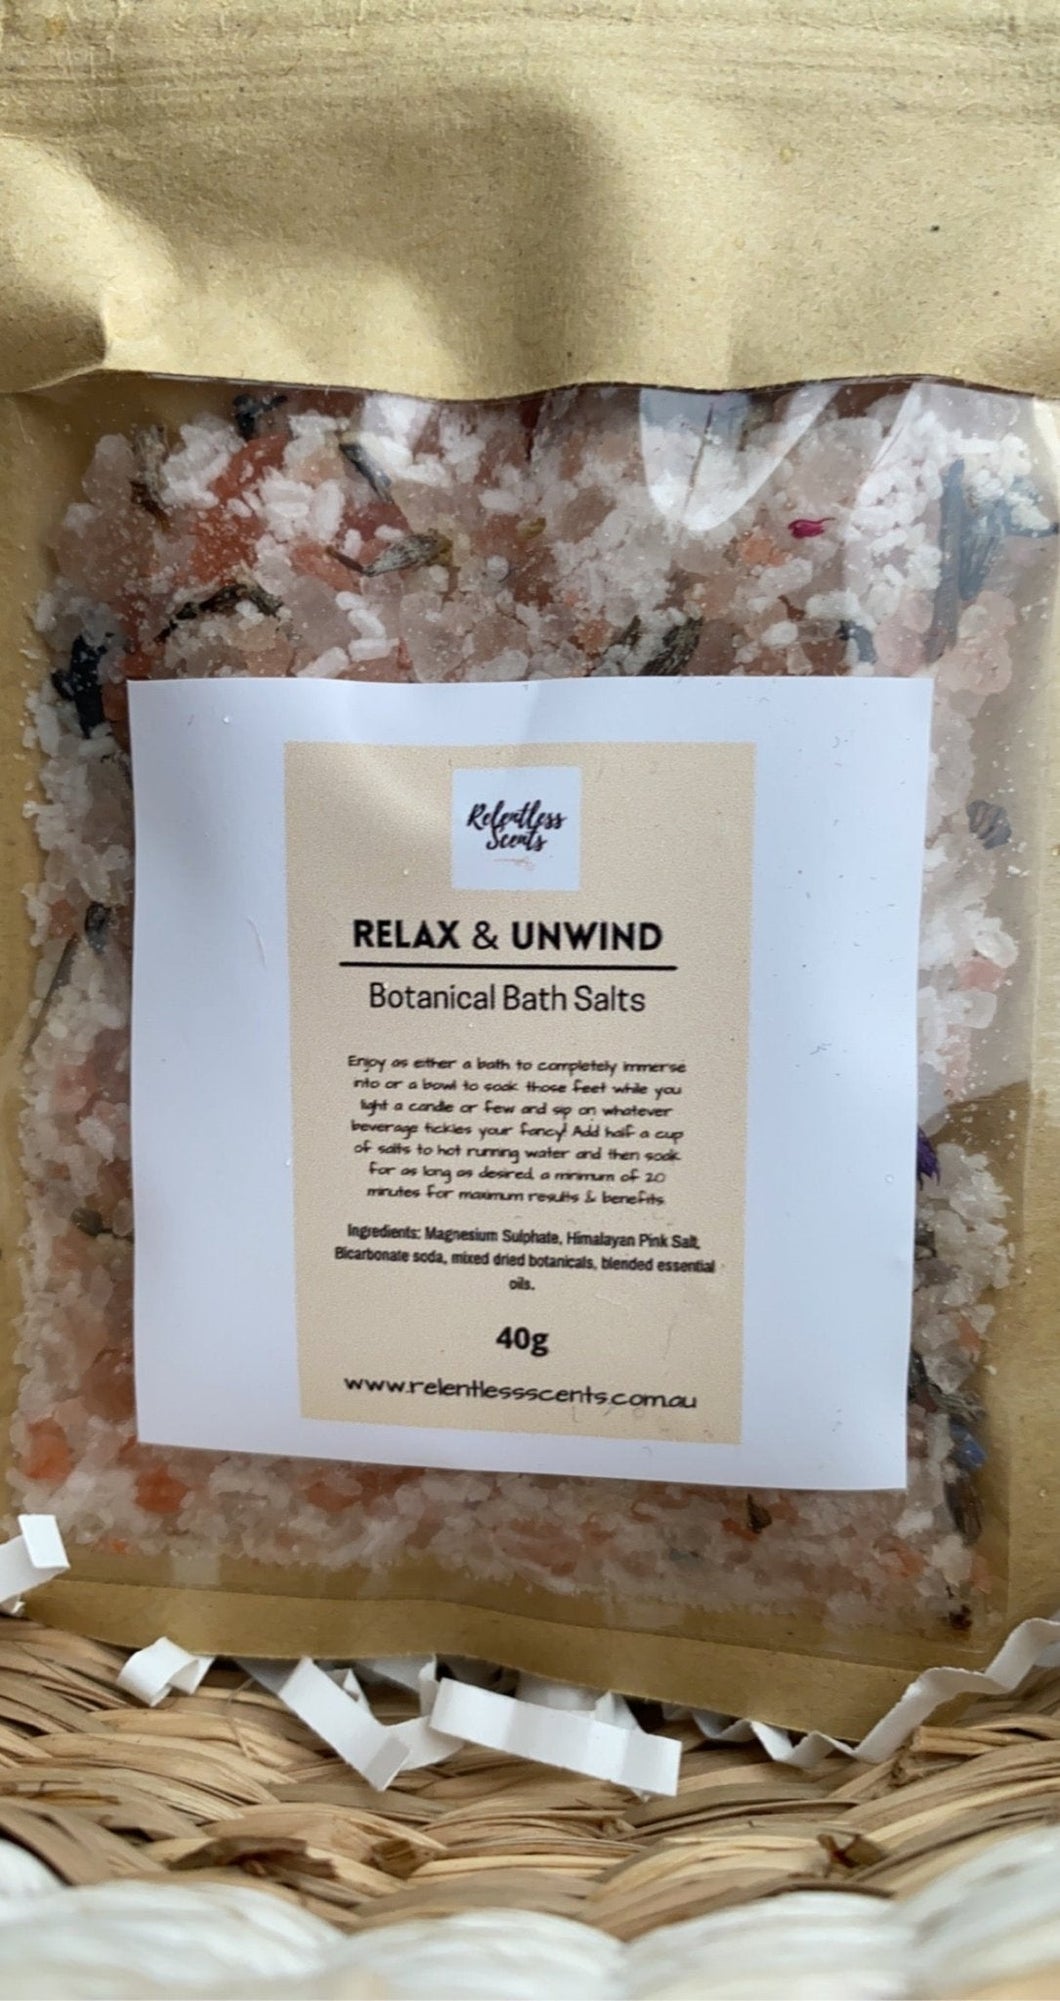 Relentless
Scents
RELAX & UNWIND
Botanical Bath Salts
Enjoy as either a bath to completely immerse
into or a bowl to soak those feet while you
light a candle or few and sip on whatever
beverage tickles your fancy! Add half a cup
of salts to hot running water and then soak
for as long as desired, a minimum of 20
minutes for maximum results & benefits.
Ingredients: Magnesium Sulphate, Himalayan Pink Salt,
Bicarbonate soda, mixed dried botanicals, blended essential
oils.
40g
www.relentlessscents.com.au